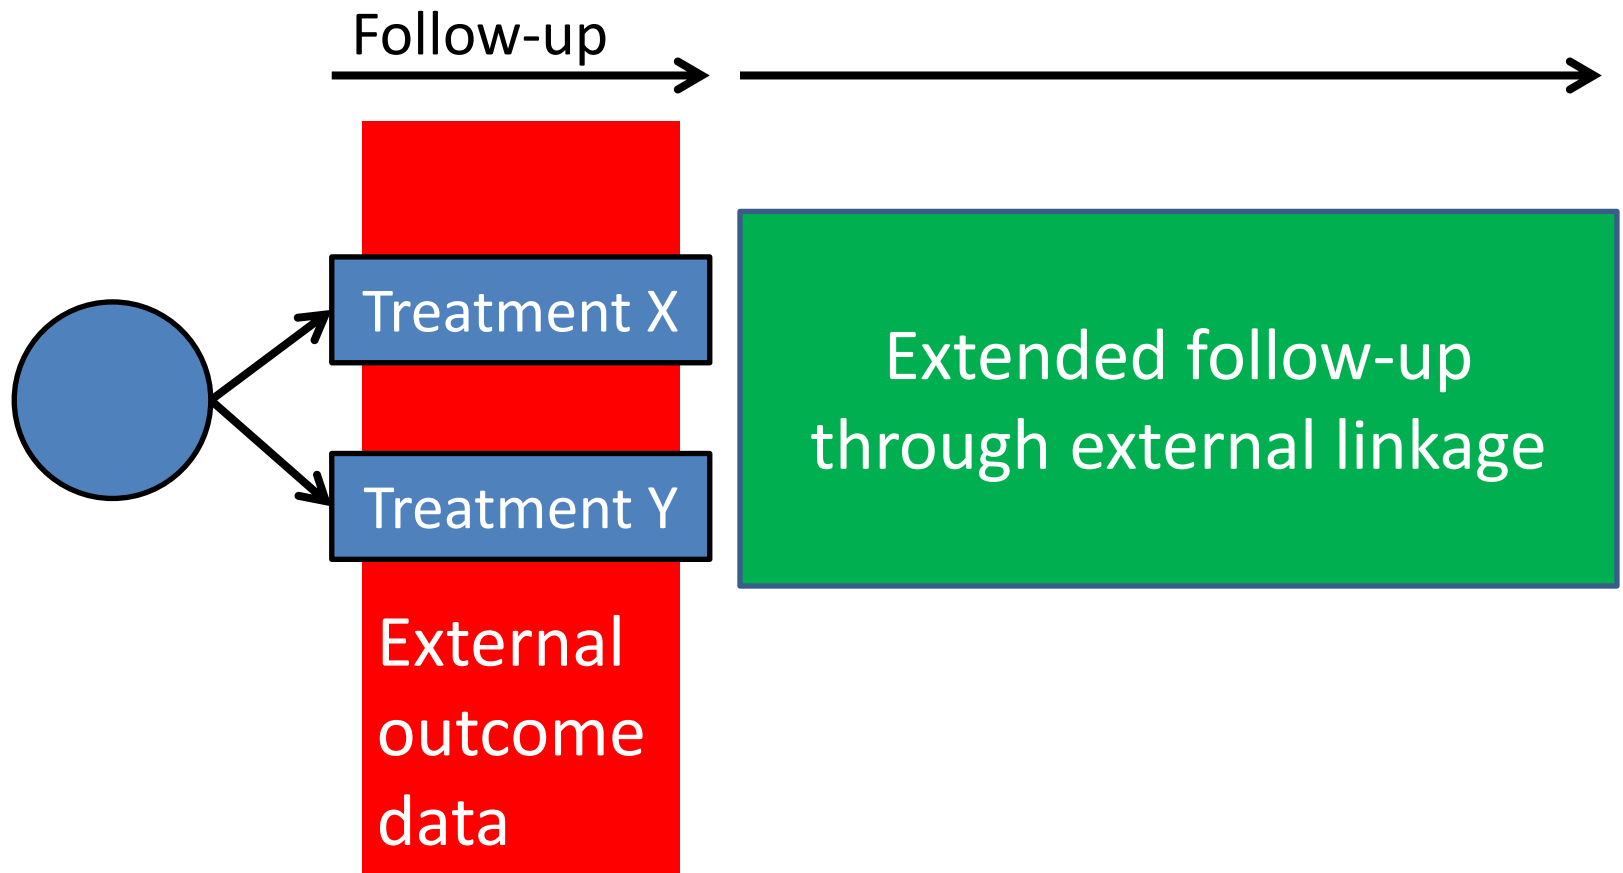 Follow-up
Treatment X
Treatment Y
External
outcome
data
Extended follow-up
through external linkage